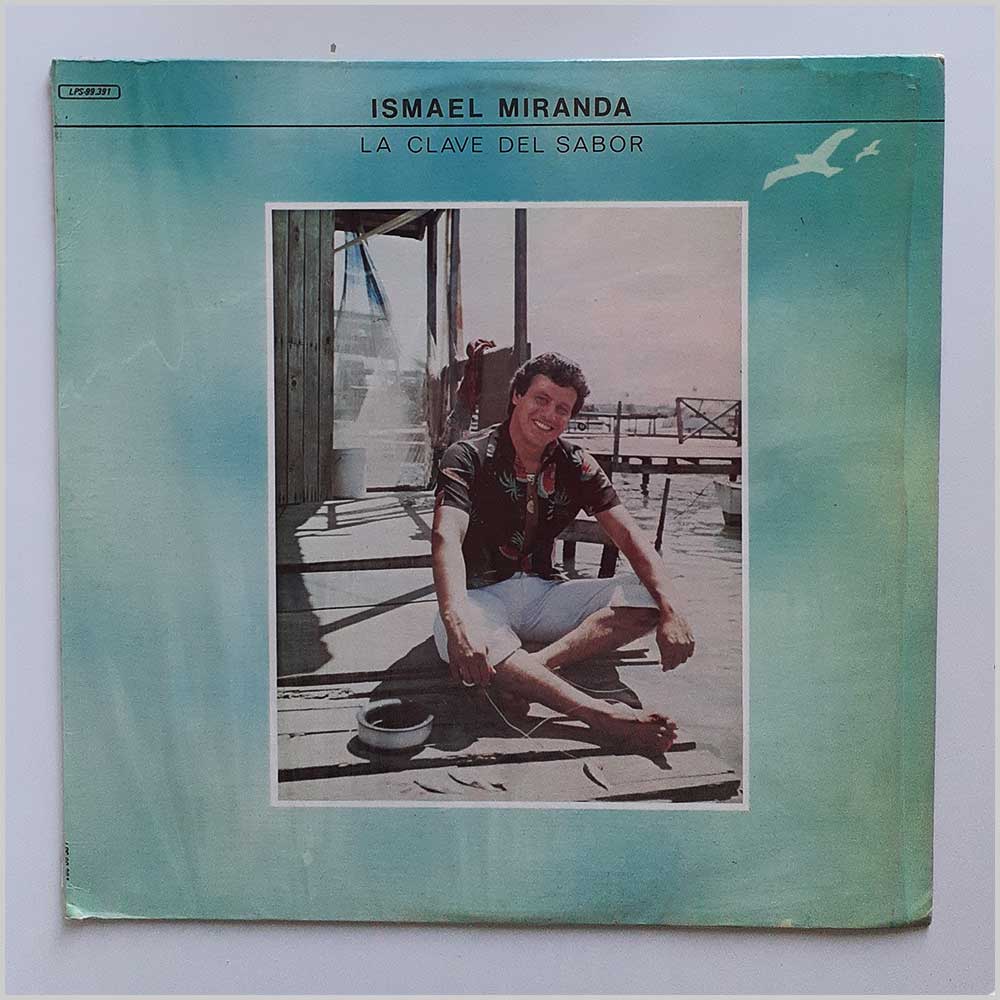 LPS-99.391
ISMAEL MIRANDA
LA CLAVE DEL SABOR